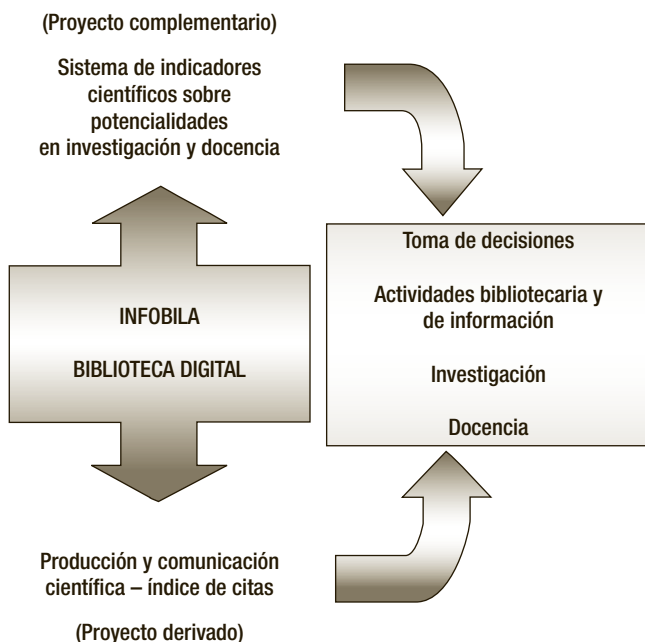 (Proyecto complementario)
Sistema de indicadores
científicos sobre
potencialidades
en investigación y docencia
INFOBILA
BIBLIOTECA DIGITAL
Toma de decisiones
Actividades bibliotecaria y
de información
Investigación
Docencia
Producción y comunicación
científica – índice de citas
(Proyecto derivado)